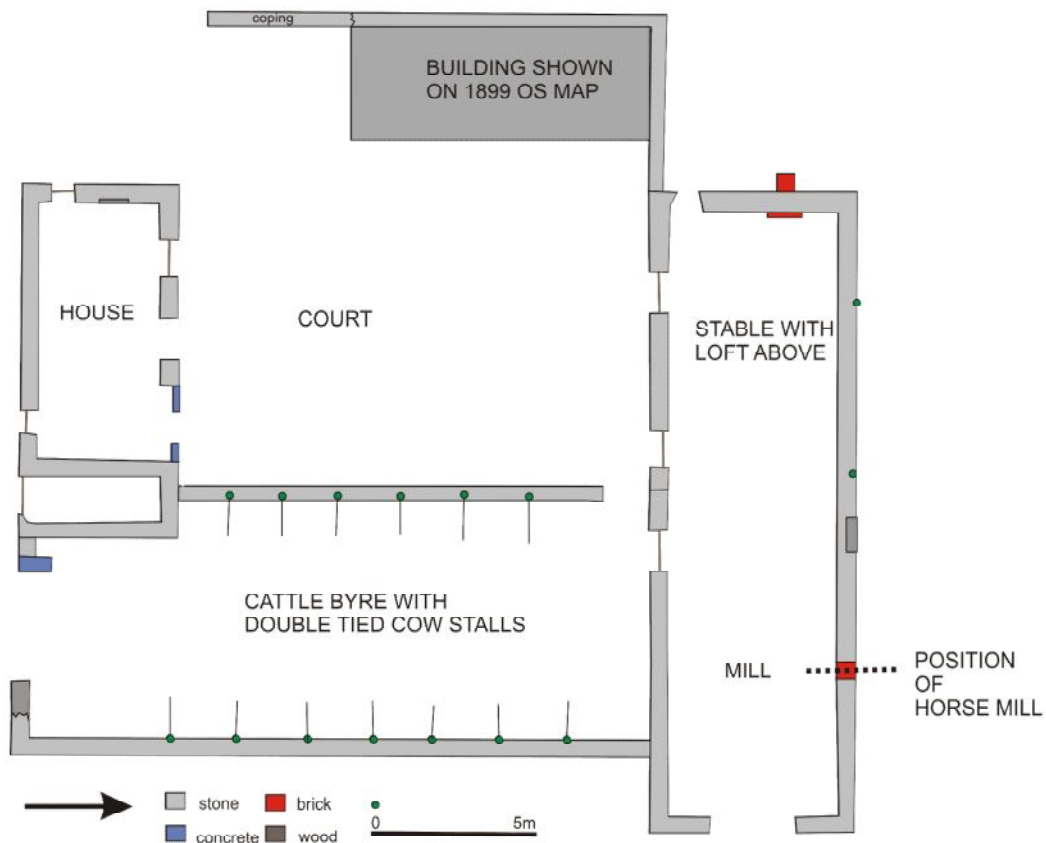 coping
BUILDING SHOWN
ON 1899 OS MAP
HOUSE
COURT
STABLE WITH
LOFT ABOVE
CATTLE BYRE WITH
DOUBLE TIED COW STALLS
MILL
POSITION
OF
HORSE MILL
stone
brick
concrete
wood
0
5m